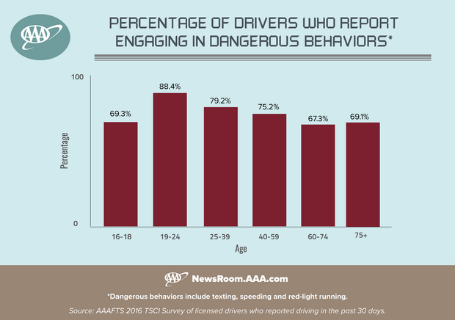 AAA
PERCENTAGE OF DRIVERS WHO REPORT
ENGAGING IN DANGEROUS BEHAVIORS*
100
88.4%
79.2%
75.2%
69.3%
67.3%
69.1%
Percentage
0
16-18 19-24 25-39 40-59 60-74 75+
Age
AAA NewsRoom.AAA.com
*Dangerous behaviors include texting, speeding and red-light running.
Source: AAAFTS 2016 TSCI Survey of licensed drivers who reported driving in the past 30 days.